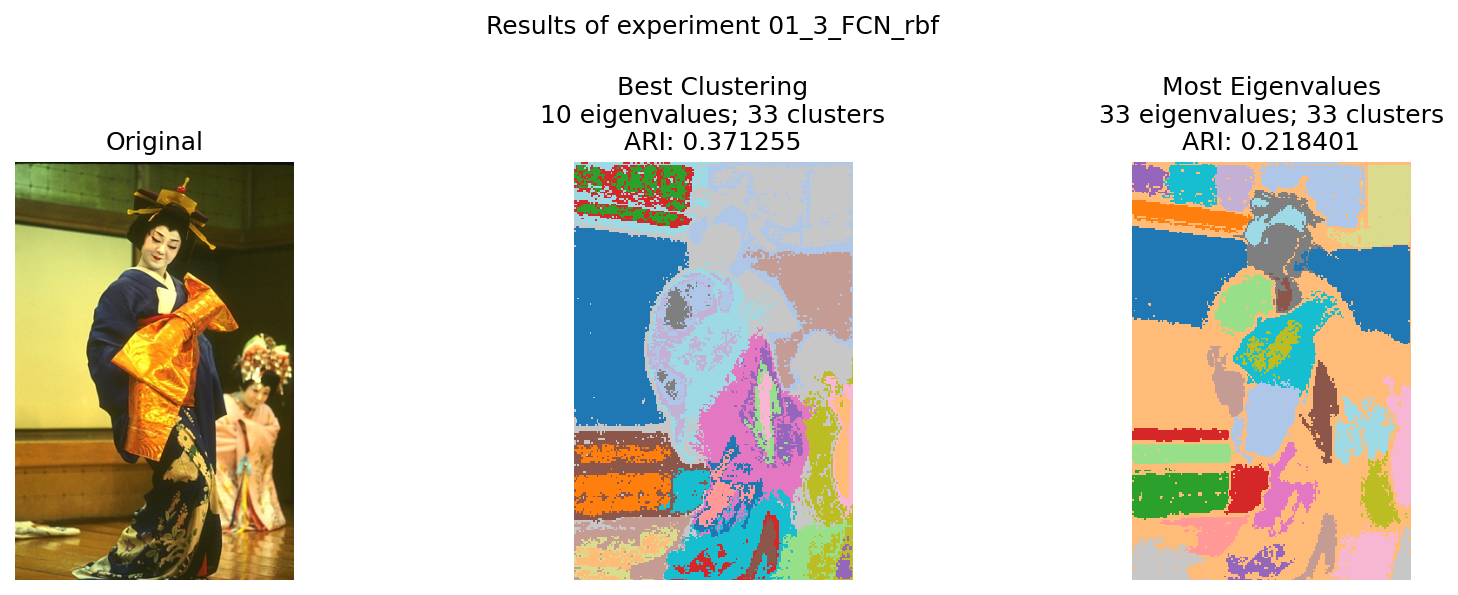 Results of experiment 01_3_FCN_rbf
Original
Best Clustering
10 eigenvalues; 33 clusters
ARI: 0.371255
Most Eigenvalues
33 eigenvalues; 33 clusters
ARI: 0.218401